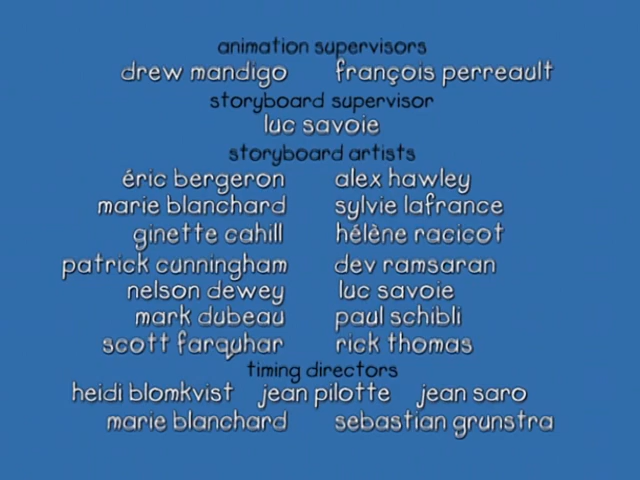 animation supervisors
drew mandigo françois perreault
storyboard supervisor
luc savoie
storyboard artists
éric bergeron alex hawley
marie blanchard sylvie lafrance
ginette cahill hélène racicot
patrick cunningham dev ramsaran
nelson dewey luc savoie
mark dubeau paul schibli
scott farquhar rick thomas
timing directors
heidi blomkvist jean pilotte jean saro
marie blanchard sebastian grunstra